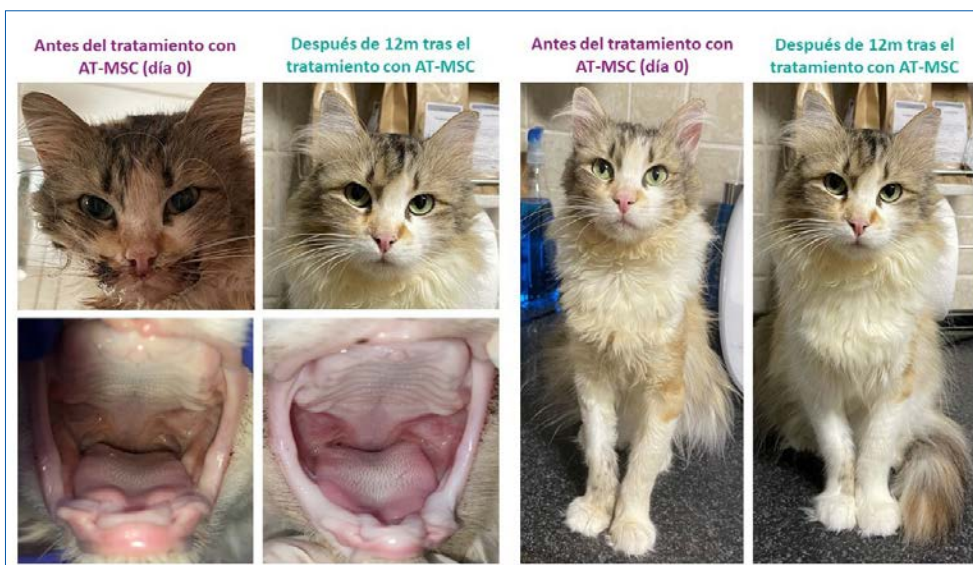 Antes del tratamiento con
AT-MSC (día 0)
Después de 12m tras el
tratamiento con AT-MSC
Antes del tratamiento con
AT-MSC (día 0)
Después de 12m tras el
tratamiento con AT-MSC